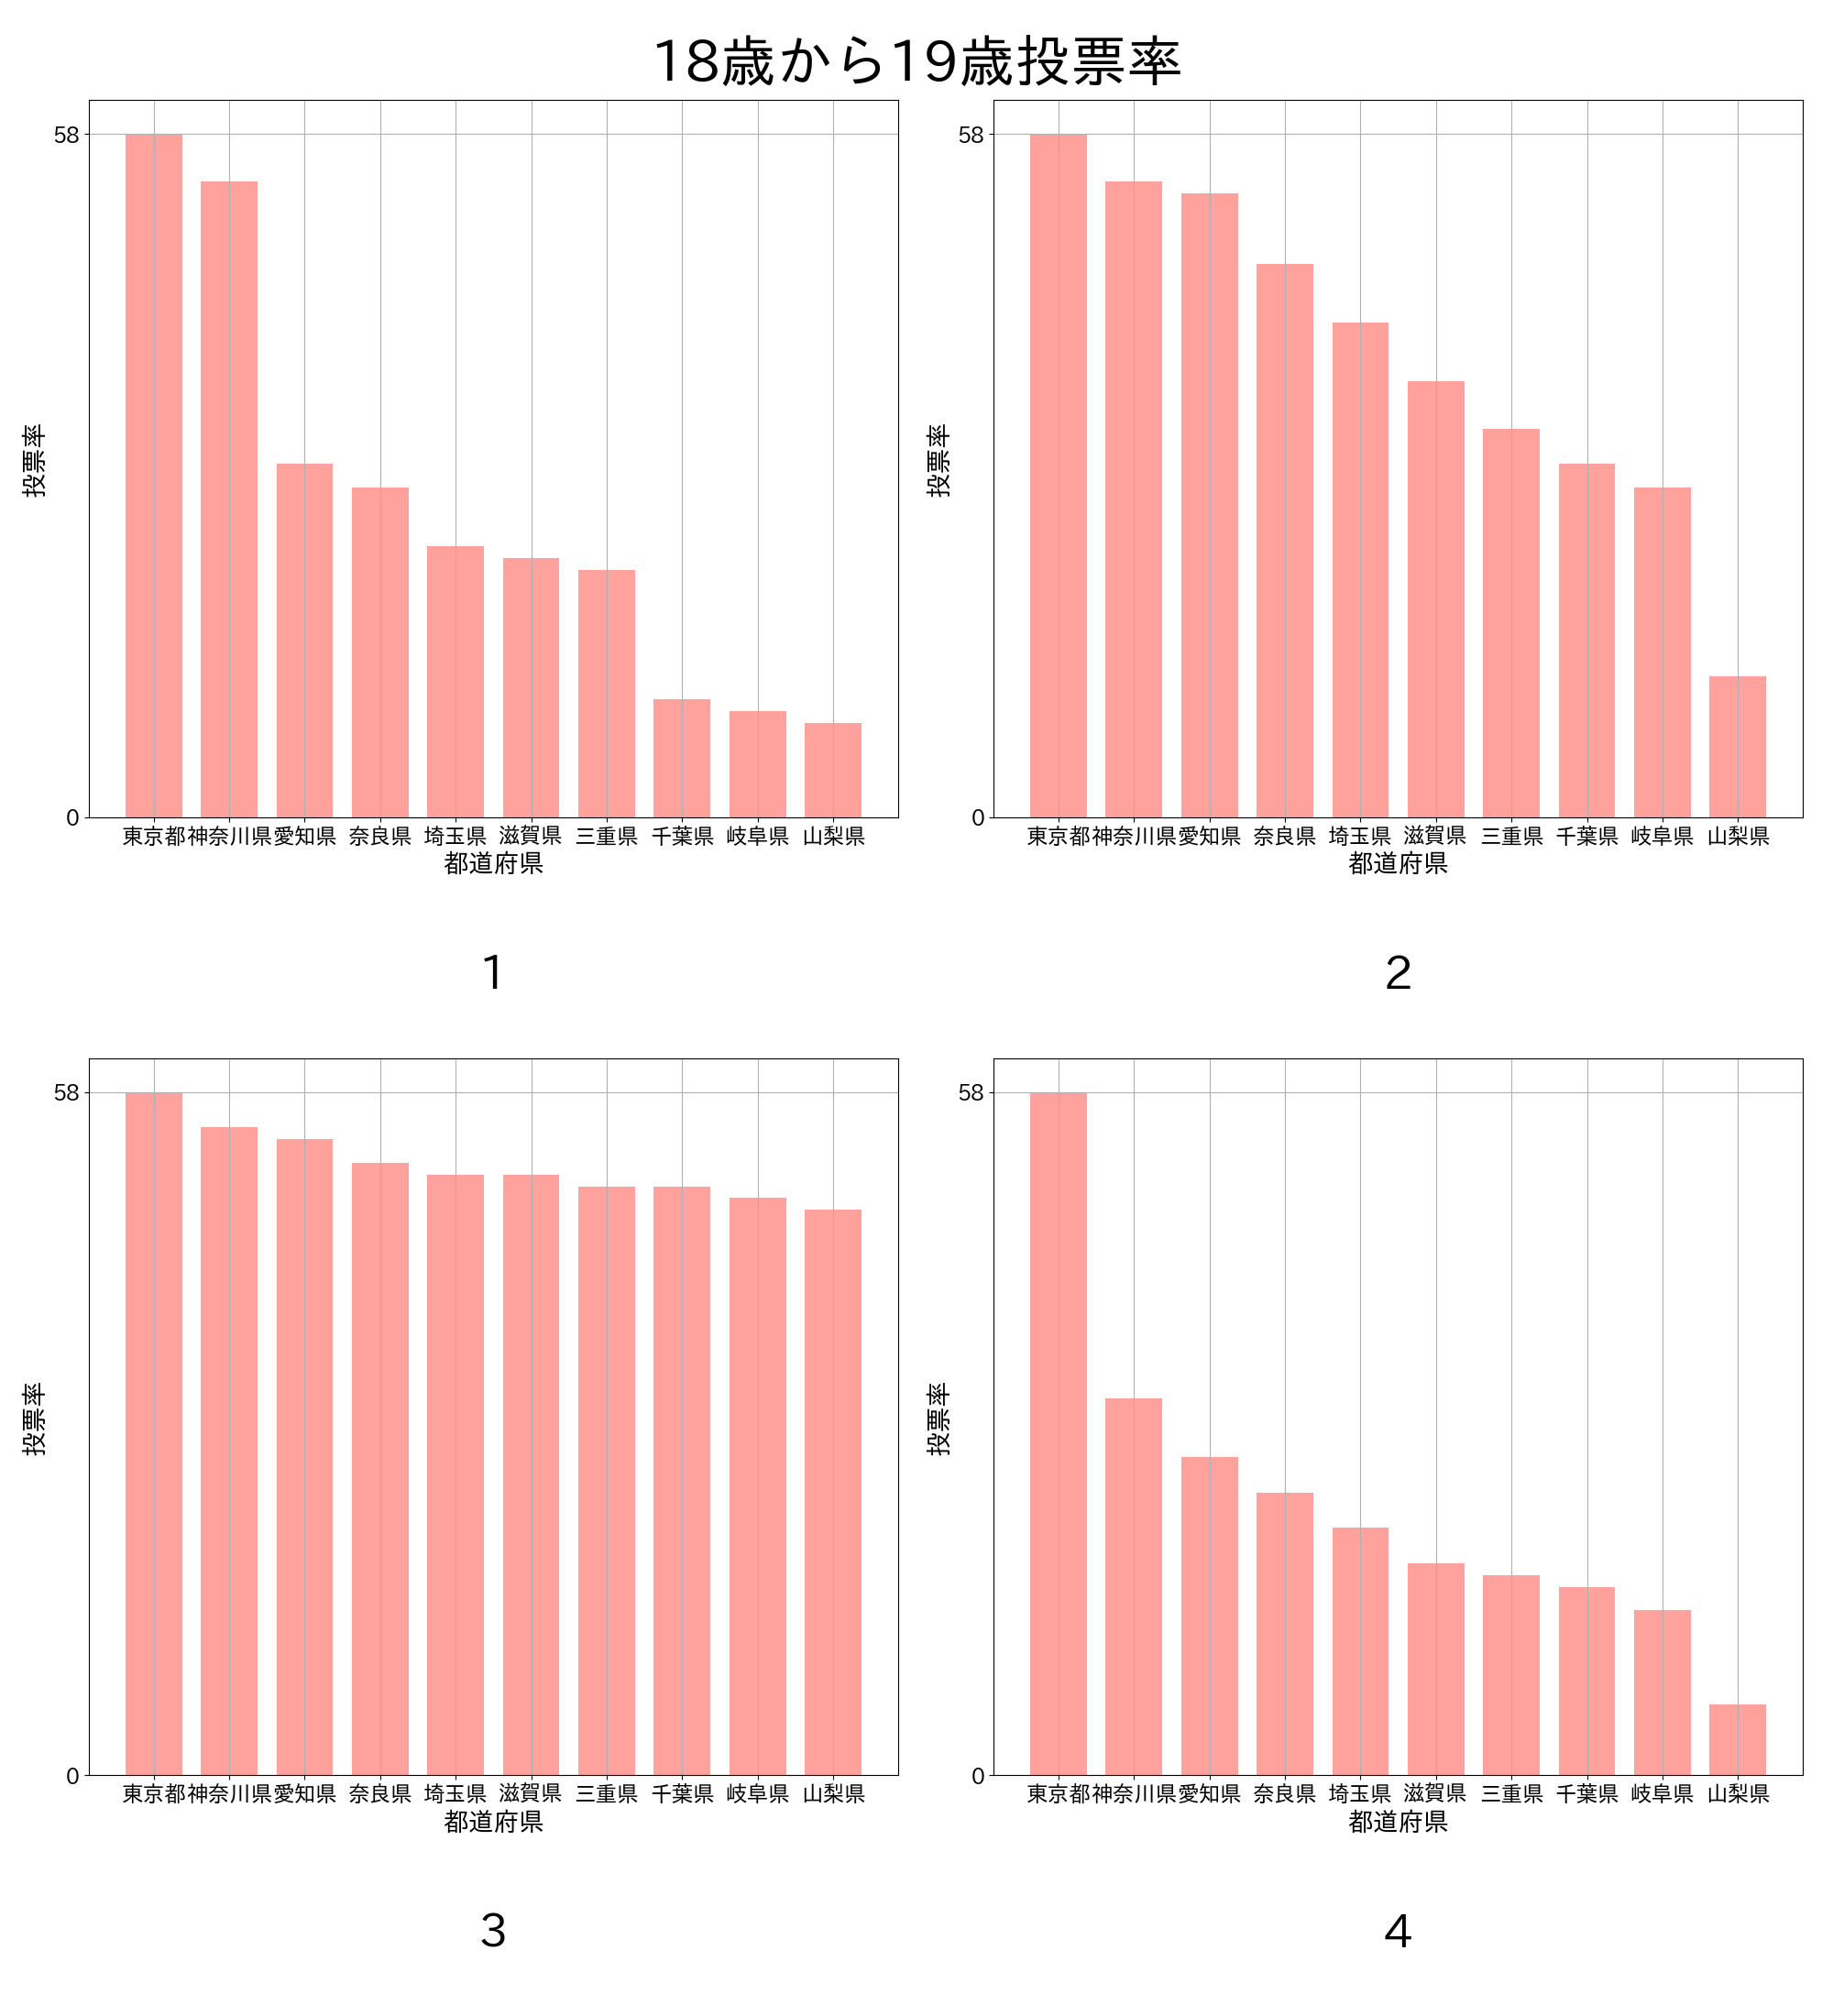 18歳から19歳投票率
58
0
投票率
東京都 神奈川県 愛知県 奈良県 埼玉県 滋賀県 三重県 千葉県 岐阜県 山梨県
都道府県
1
58
0
投票率
東京都 神奈川県 愛知県 奈良県 埼玉県 滋賀県 三重県 千葉県 岐阜県 山梨県
都道府県
2
58
0
投票率
東京都 神奈川県 愛知県 奈良県 埼玉県 滋賀県 三重県 千葉県 岐阜県 山梨県
都道府県
3
58
0
投票率
東京都 神奈川県 愛知県 奈良県 埼玉県 滋賀県 三重県 千葉県 岐阜県 山梨県
都道府県
4